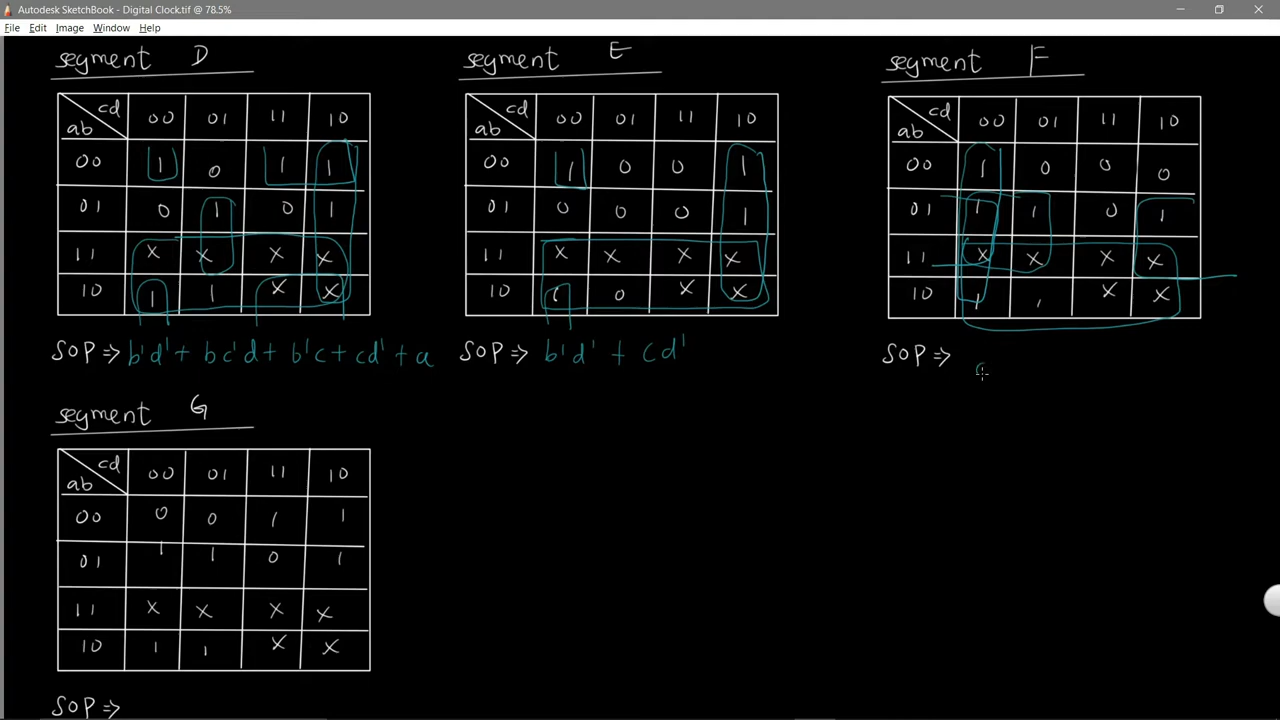 Autodesk SketchBook - Digital Clock.tif @ 78.5%
File Edit Image Window Help
segment D
cd
ab
00 01 11 10
00 1 0 1 1
01 0 1 0 1
11 x x x x
10 1 1 x x
SOP ⇒ b'd' + bc'd + b'c + cd' + a
segment E
cd
ab
00 01 11 10
00 1 0 0 1
01 0 0 0 1
11 x x x x
10 1 0 x x
SOP ⇒ b'd' + cd'
segment F
cd
ab
00 01 11 10
00 1 0 0 0
01 1 1 0 1
11 x x x x
10 1 1 x x
SOP ⇒
segment G
cd
ab
00 01 11 10
00 0 0 1 1
01 1 1 0 1
11 x x x x
10 1 1 x x
SOP ⇒